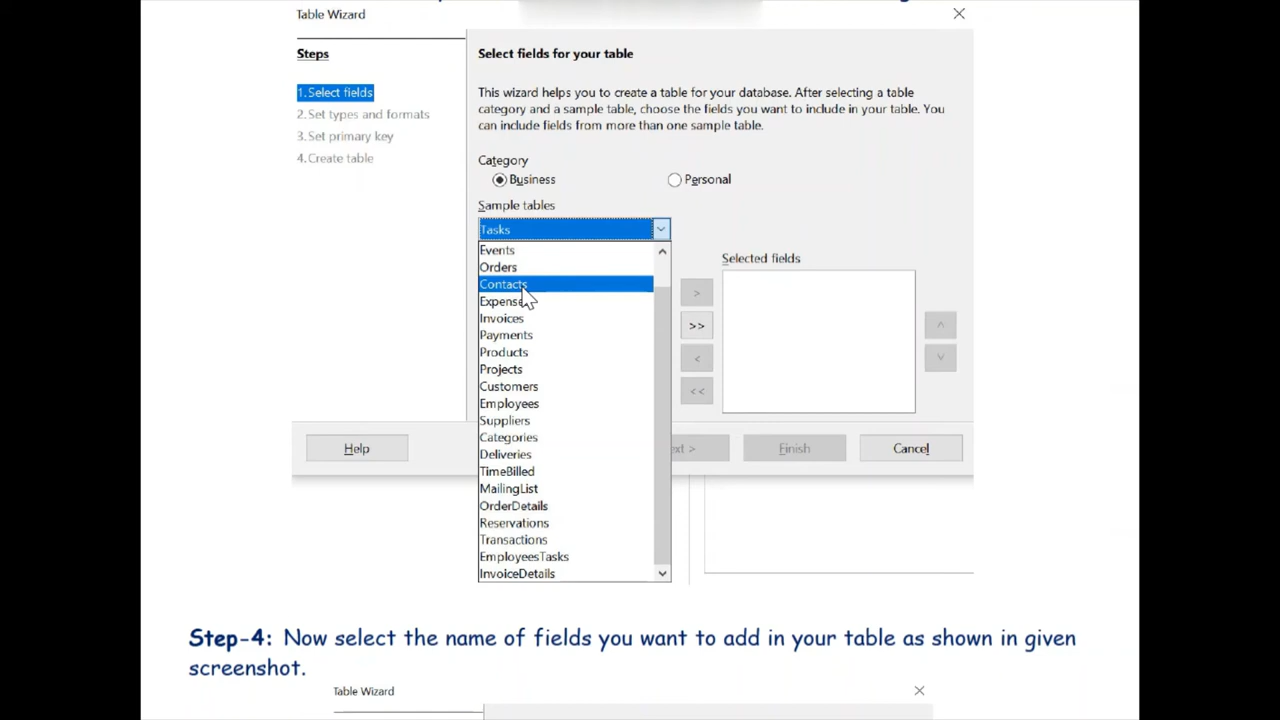 Table Wizard
Steps
1.Select fields
2.Set types and formats
3.Set primary key
4.Create table
Select fields for your table
This wizard helps you to create a table for your database. After selecting a table
category and a sample table, choose the fields you want to include in your table. You
can include fields from more than one sample table.
Category
Business
Personal
Sample tables
Tasks
Events
Orders
Contacts
Expenses
Invoices
Payments
Products
Projects
Customers
Employees
Suppliers
Categories
Deliveries
TimeBilled
MailingList
OrderDetails
Reservations
Transactions
EmployeesTasks
InvoiceDetails
Selected fields
>
>>
<
<<
Help
Finish
Cancel
Step-4: Now select the name of fields you want to add in your table as shown in given
screenshot.
Table Wizard